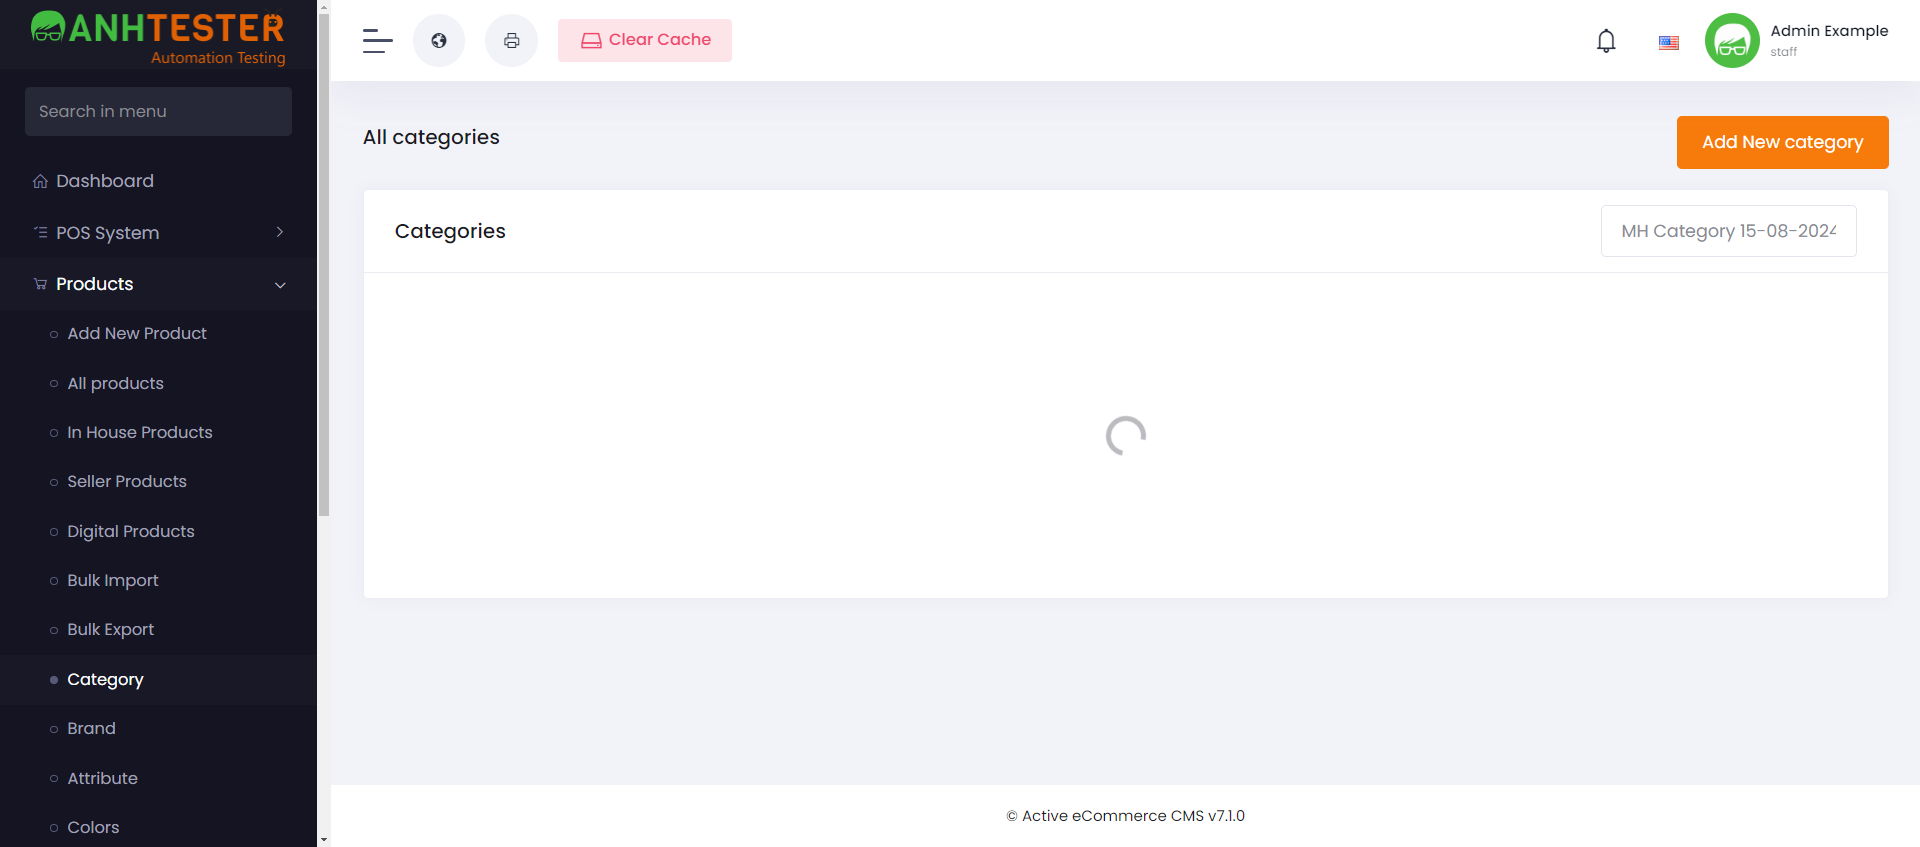 ANHTESTER
Automation Testing
Search in menu
Dashboard
POS System
Products
Add New Product
All products
In House Products
Seller Products
Digital Products
Bulk Import
Bulk Export
Category
Brand
Attribute
Colors
Clear Cache
Admin Example
staff
All categories
Add New category
Categories
MH Category 15-08-2024
© Active eCommerce CMS v7.1.0